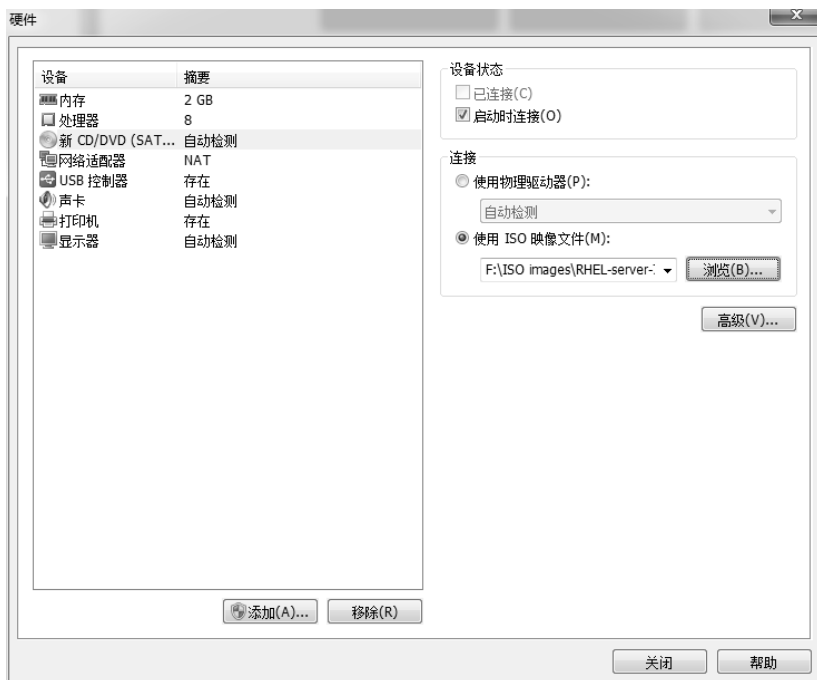 硬件
设备 摘要
内存 2 GB
处理器 8
新 CD/DVD (SAT... 自动检测
网络适配器 NAT
USB 控制器 存在
声卡 自动检测
打印机 存在
显示器 自动检测
添加(A)... 移除(R)
设备状态
已连接(C)
启动时连接(O)
连接
使用物理驱动器(P):
自动检测
使用 ISO 映像文件(M):
F:\ISO images\RHEL-server- 浏览(B)...
高级(V)...
关闭 帮助